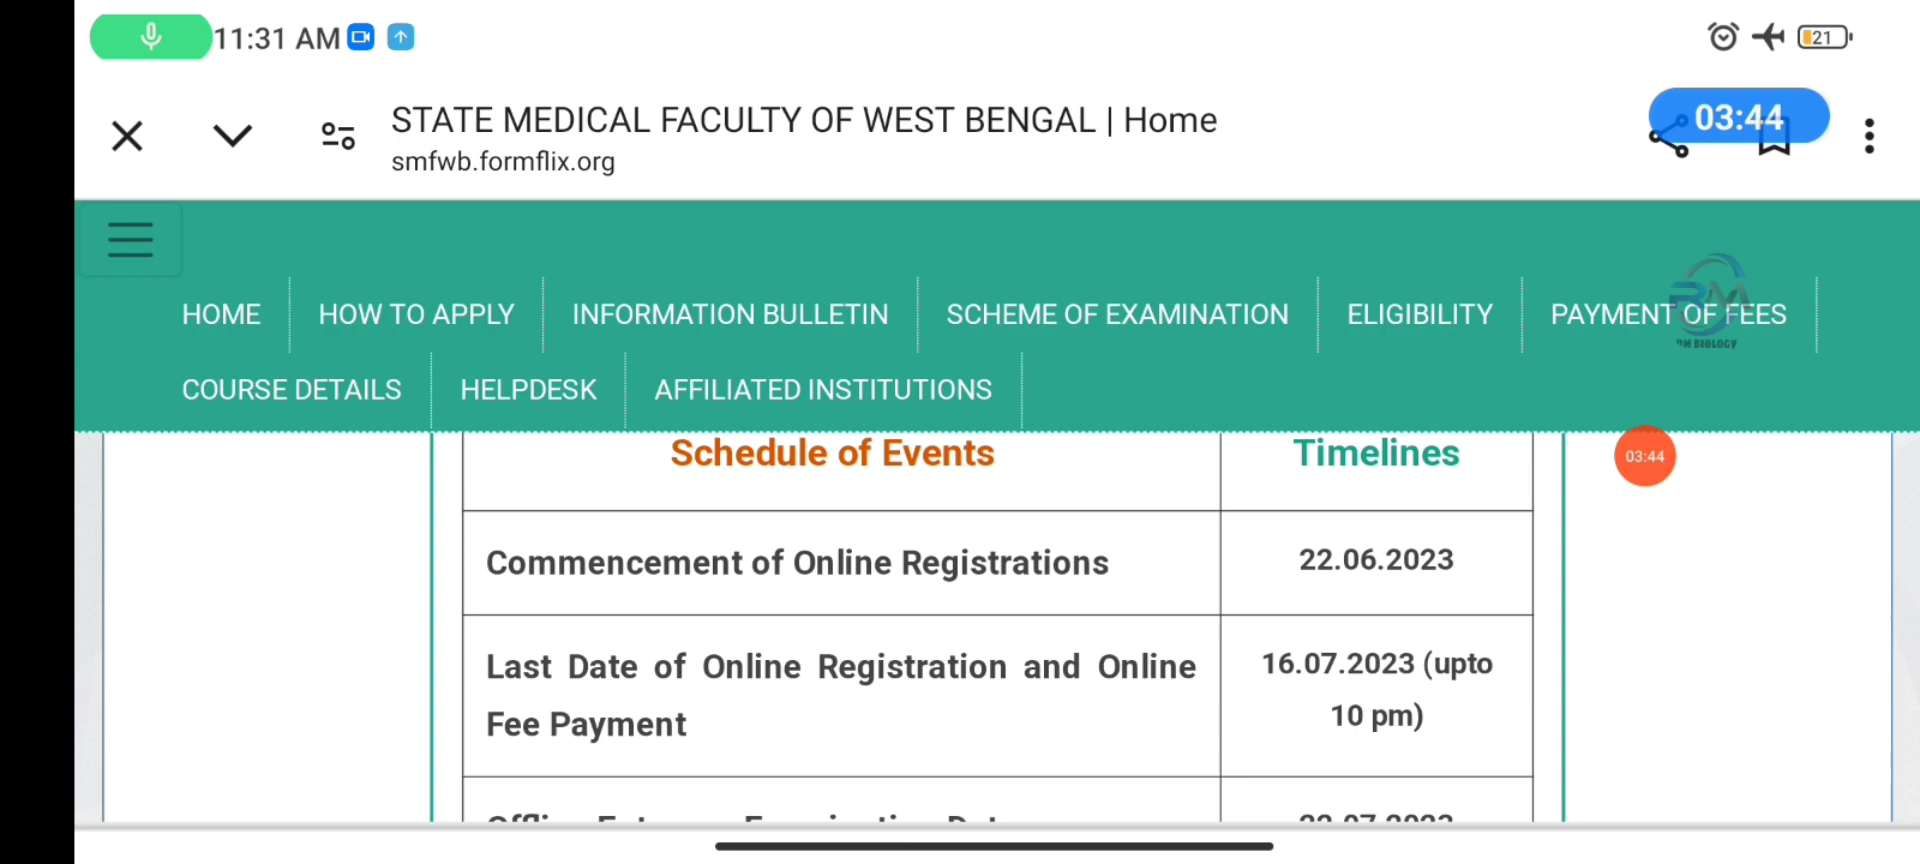 11:31 AM
21
STATE MEDICAL FACULTY OF WEST BENGAL | Home
smfwb.formflix.org
03:44
HOME
HOW TO APPLY
INFORMATION BULLETIN
SCHEME OF EXAMINATION
ELIGIBILITY
PAYMENT OF FEES
BM BIOLOGY
COURSE DETAILS
HELPDESK
AFFILIATED INSTITUTIONS
Schedule of Events
Timelines
03:44
Commencement of Online Registrations
22.06.2023
Last Date of Online Registration and Online
Fee Payment
16.07.2023 (upto
10 pm)